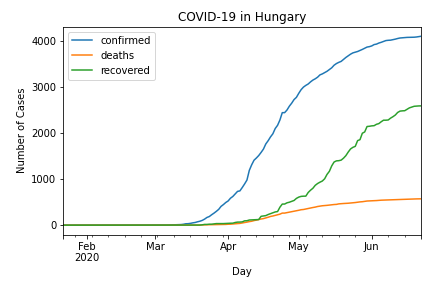 COVID-19 in Hungary
confirmed
deaths
recovered
Number of Cases
4000
3000
2000
1000
0
Feb
2020
Mar
Apr
May
Jun
Day